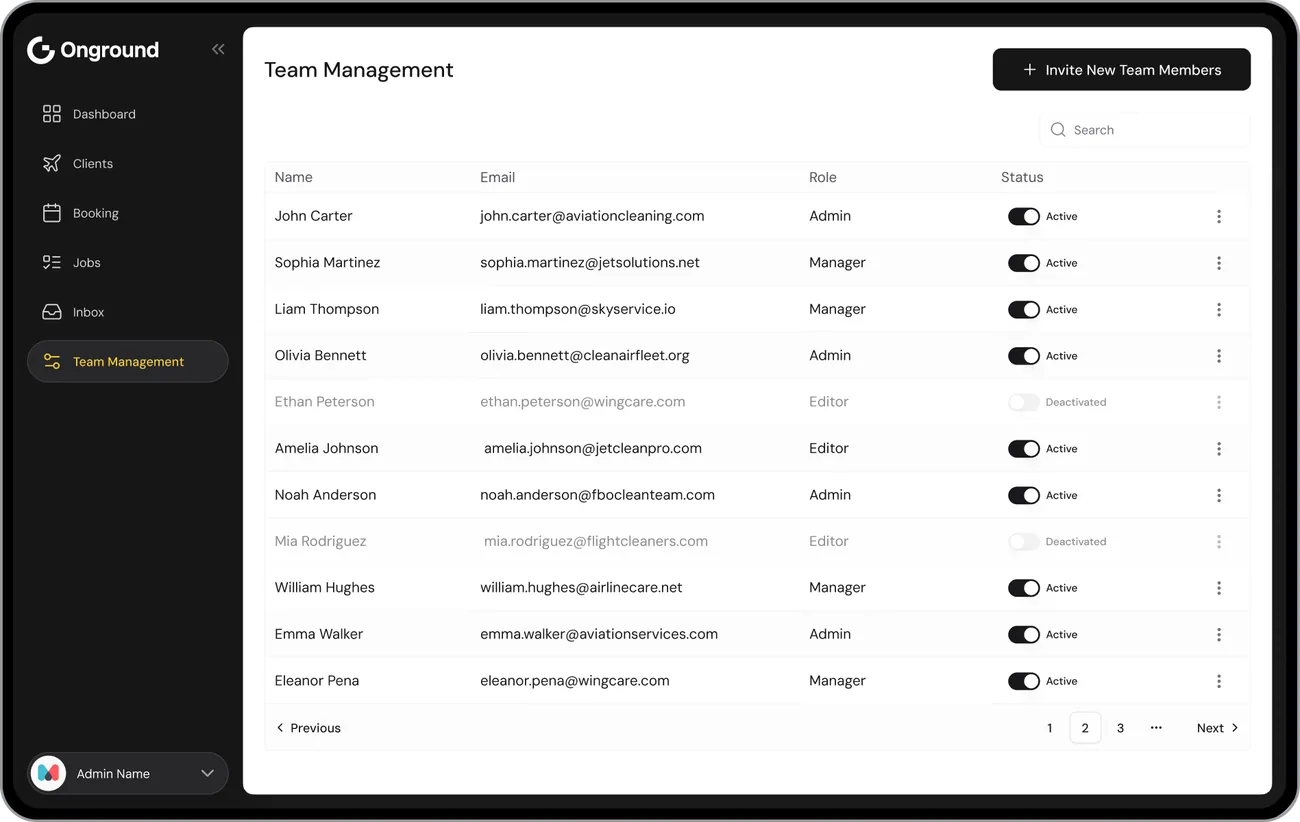 Onground
Dashboard
Clients
Booking
Jobs
Inbox
Team Management
Admin Name
Team Management
+ Invite New Team Members
Search
Name Email Role Status
John Carter john.carter@aviationcleaning.com Admin Active
Sophia Martinez sophia.martinez@jetsolutions.net Manager Active
Liam Thompson liam.thompson@skyservice.io Manager Active
Olivia Bennett olivia.bennett@cleanairfleet.org Admin Active
Ethan Peterson ethan.peterson@wingcare.com Editor Deactivated
Amelia Johnson amelia.johnson@jetcleanpro.com Editor Active
Noah Anderson noah.anderson@fbocleanteam.com Admin Active
Mia Rodriguez mia.rodriguez@flightcleaners.com Editor Deactivated
William Hughes william.hughes@airlinecare.net Manager Active
Emma Walker emma.walker@aviationservices.com Admin Active
Eleanor Pena eleanor.pena@wingcare.com Manager Active
Previous 1 2 3 ... Next